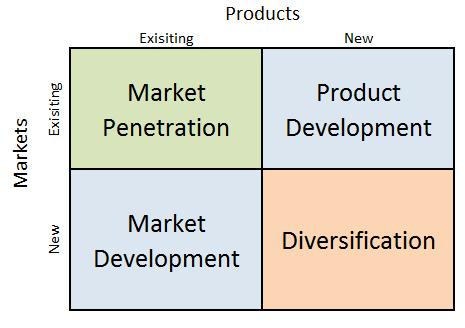 Products
Exisiting New
Exisiting
Markets
New
Market
Penetration
Product
Development
Market
Development
Diversification